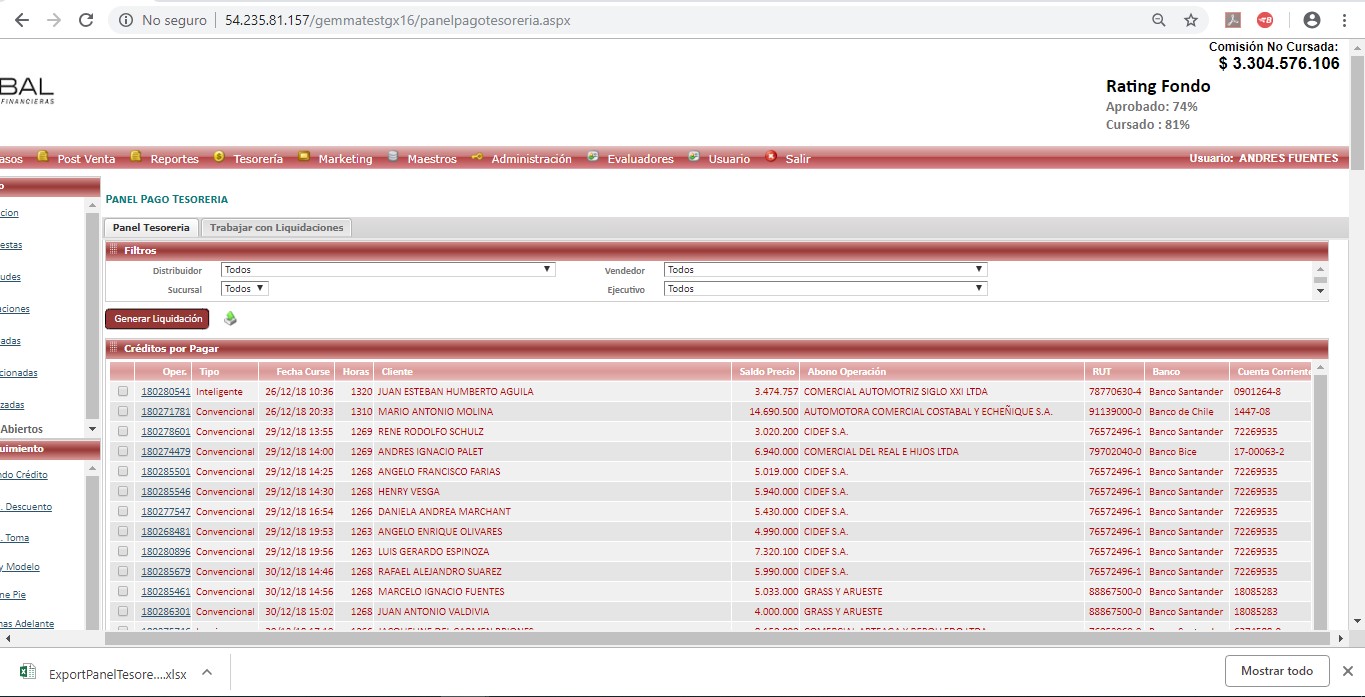 No seguro | 54.235.81.157/gemmatestgx16/panelpagotesoreria.aspx
Comisión No Cursada:
$ 3.304.576.106
BAL
FINANCIERAS
Rating Fondo
Aprobado: 74%
Cursado : 81%
asos Post Venta Reportes Tesorería Marketing Maestros Administración Evaluadores Usuario Salir Usuario: ANDRES FUENTES
o
cion
estas
udes
aciones
adas
cionadas
zadas
Abiertos
uimiento
ndo Crédito
. Descuento
. Toma
y Modelo
ne Pie
nas Adelante
PANEL PAGO TESORERIA
Panel Tesoreria Trabajar con Liquidaciones
Filtros
Distribuidor Todos Vendedor Todos
Sucursal Todos Ejecutivo Todos
Generar Liquidación
Créditos por Pagar
Oper. Tipo Fecha Curse Horas Cliente Saldo Precio Abono Operación RUT Banco Cuenta Corriente
180280541 Inteligente 26/12/18 10:36 1320 JUAN ESTEBAN HUMBERTO AGUILA 3.474.757 COMERCIAL AUTOMOTRIZ SIGLO XXI LTDA 78770630-4 Banco Santander 0901264-8
180271781 Convencional 26/12/18 20:33 1310 MARIO ANTONIO MOLINA 14.690.500 AUTOMOTORA COMERCIAL COSTABAL Y ECHEÑIQUE S.A. 91139000-0 Banco de Chile 1447-08
180278601 Convencional 29/12/18 13:55 1269 RENE RODOLFO SCHULZ 3.020.200 CIDEF S.A. 76572496-1 Banco Santander 72269535
180274479 Convencional 29/12/18 14:00 1269 ANDRES IGNACIO PALET 6.940.000 COMERCIAL DEL REAL E HIJOS LTDA 79702040-0 Banco Bice 17-00063-2
180285501 Convencional 29/12/18 14:25 1268 ANGELO FRANCISCO FARIAS 5.019.000 CIDEF S.A. 76572496-1 Banco Santander 72269535
180285546 Convencional 29/12/18 14:30 1268 HENRY VESGA 5.940.000 CIDEF S.A. 76572496-1 Banco Santander 72269535
180277547 Convencional 29/12/18 16:54 1266 DANIELA ANDREA MARCHANT 5.430.000 CIDEF S.A. 76572496-1 Banco Santander 72269535
180268481 Convencional 29/12/18 19:53 1263 ANGELO ENRIQUE OLIVARES 4.990.000 CIDEF S.A. 76572496-1 Banco Santander 72269535
180280896 Convencional 29/12/18 19:56 1263 LUIS GERARDO ESPINOZA 7.320.100 CIDEF S.A. 76572496-1 Banco Santander 72269535
180285679 Convencional 30/12/18 14:46 1268 RAFAEL ALEJANDRO SUAREZ 5.990.000 CIDEF S.A. 76572496-1 Banco Santander 72269535
180285461 Convencional 30/12/18 14:56 1268 MARCELO IGNACIO FUENTES 5.033.000 GRASS Y ARUESTE 88867500-0 Banco Santander 18085283
180286301 Convencional 30/12/18 15:02 1268 JUAN ANTONIO VALDIVIA 4.000.000 GRASS Y ARUESTE 88867500-0 Banco Santander 18085283
ExportPanelTesore....xlsx
Mostrar todo